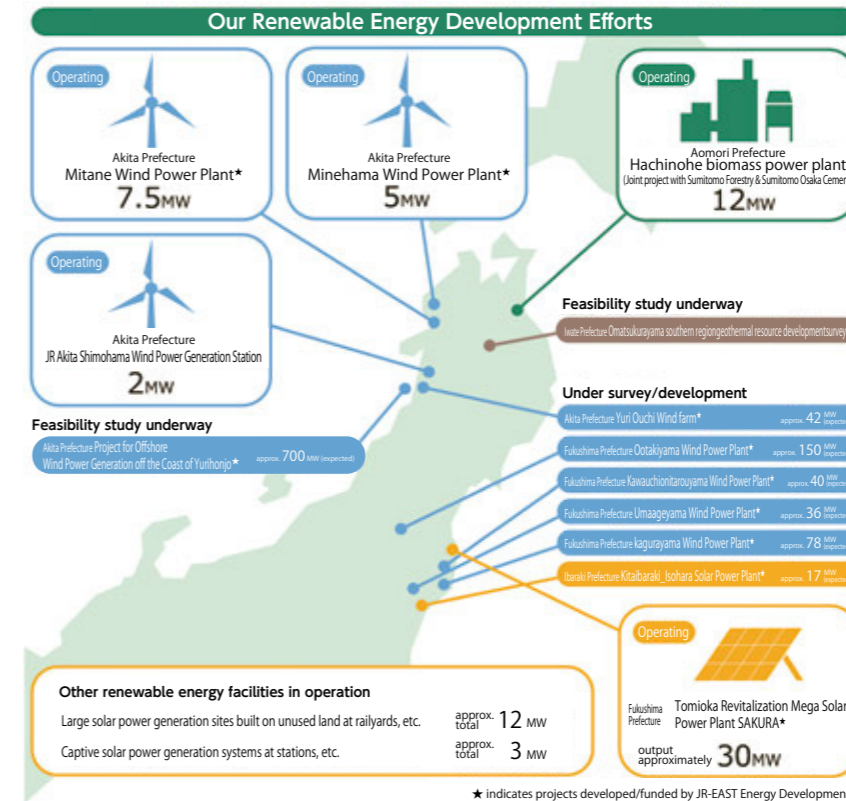 Our Renewable Energy Development Efforts
Operating
Akita Prefecture
Mitane Wind Power Plant★
7.5MW
Operating
Akita Prefecture
Minehama Wind Power Plant★
5MW
Operating
Aomori Prefecture
Hachinohe biomass power plant
(Joint project with Sumitomo Forestry & Sumitomo Osaka Cemen
12MW
Operating
Akita Prefecture
JR Akita Shimohama Wind Power Generation Station
2MW
Feasibility study underway
Akita Prefecture Project for Offshore
Wind Power Generation off the Coast of Yurihonjo★ approx. 700 MW (expected)
Feasibility study underway
Iwate Prefecture Omatsukurayama southern regiongeothermal resource developmentsurvey
Under survey/development
Akita Prefecture Yuri Ouchi Wind farm★ approx. 42 MW (expected
Fukushima Prefecture Ootakiyama Wind Power Plant★ approx. 150 MW (expected
Fukushima Prefecture Kawauchionitarouyama Wind Power Plant★ approx. 40 MW (expected
Fukushima Prefecture Umaageyama Wind Power Plant★ approx. 36 MW (expected
Fukushima Prefecture kagurayama Wind Power Plant★ approx. 78 MW (expected
Ibaraki Prefecture Kitaibaraki_Isohara Solar Power Plant★ approx. 17 MW (expected
Operating
Fukushima Prefecture Tomioka Revitalization Mega Solar
Power Plant SAKURA★
output approximately 30MW
Other renewable energy facilities in operation
Large solar power generation sites built on unused land at railyards, etc. approx. total 12 MW
Captive solar power generation systems at stations, etc. approx. total 3 MW
★ indicates projects developed/funded by JR-EAST Energy Developmen